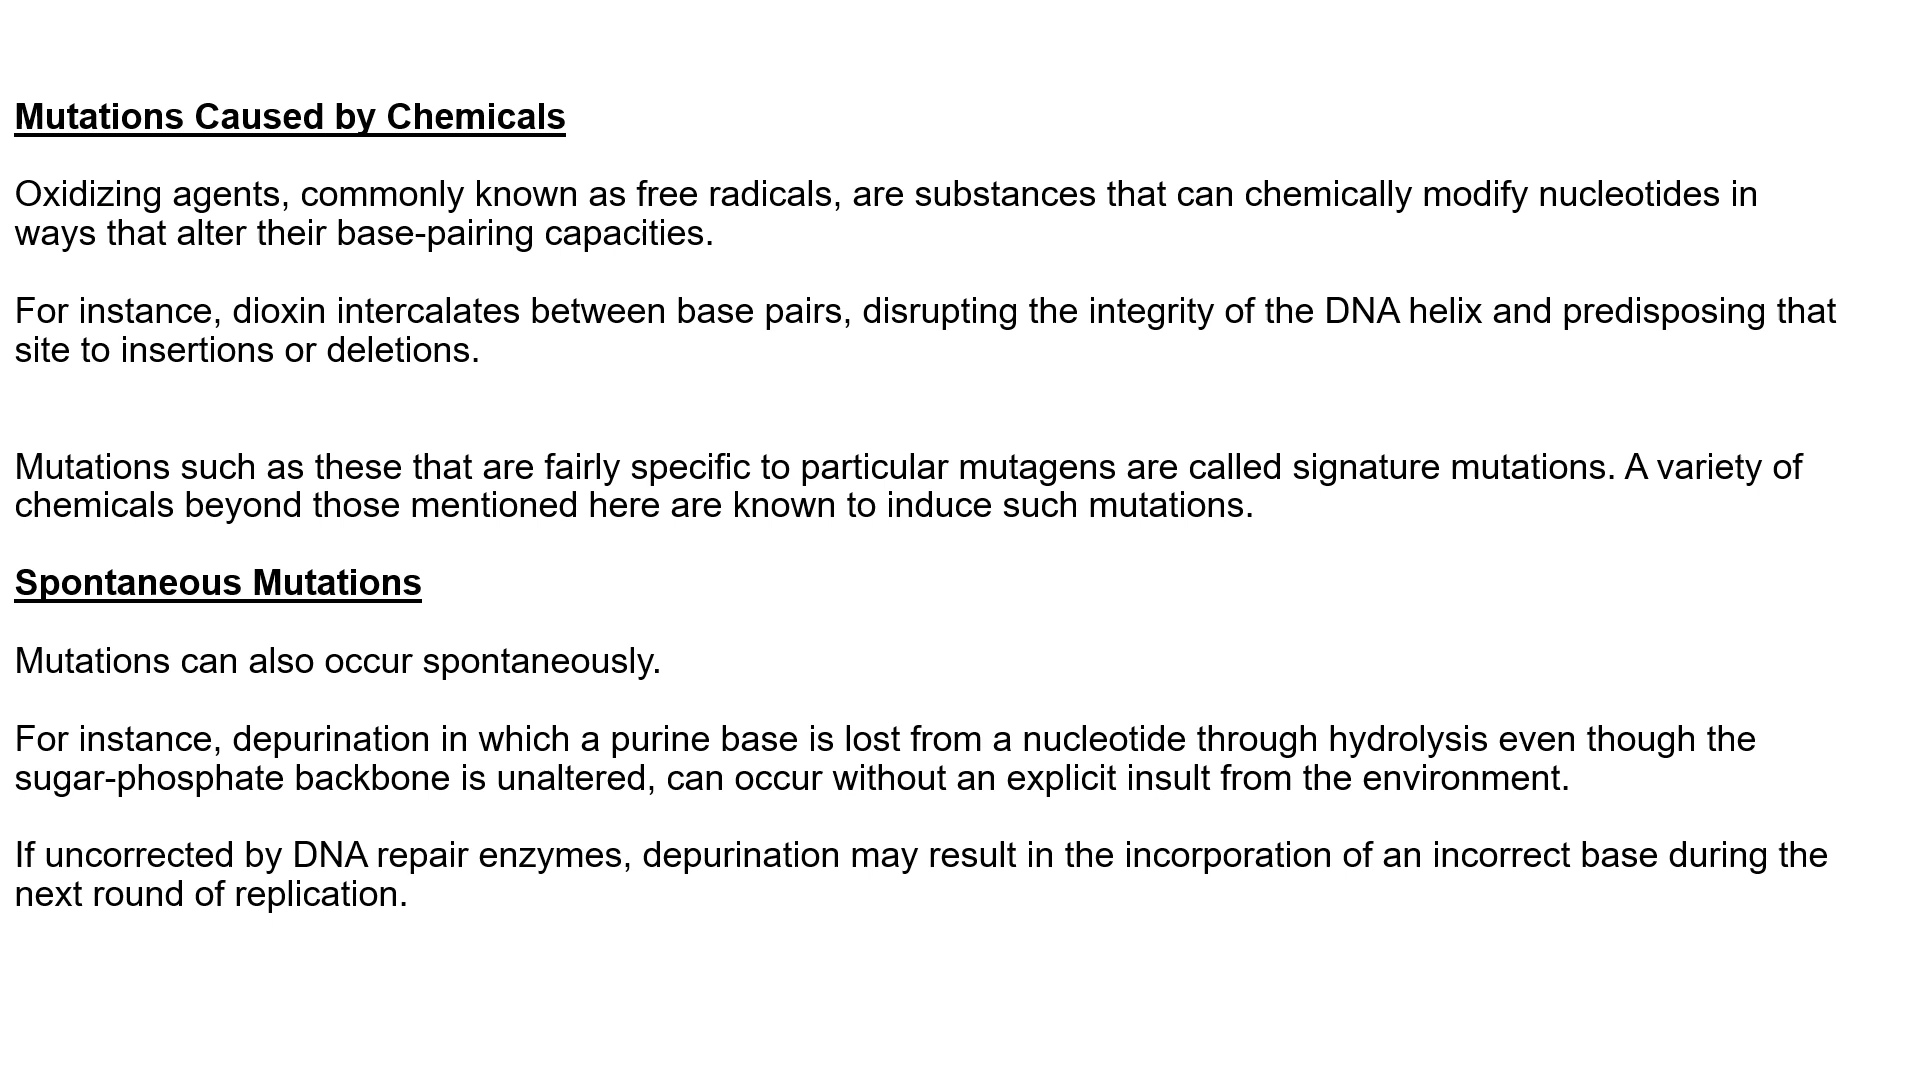 Mutations Caused by Chemicals
Oxidizing agents, commonly known as free radicals, are substances that can chemically modify nucleotides in
ways that alter their base-pairing capacities.
For instance, dioxin intercalates between base pairs, disrupting the integrity of the DNA helix and predisposing that
site to insertions or deletions.
Mutations such as these that are fairly specific to particular mutagens are called signature mutations. A variety of
chemicals beyond those mentioned here are known to induce such mutations.
Spontaneous Mutations
Mutations can also occur spontaneously.
For instance, depurination in which a purine base is lost from a nucleotide through hydrolysis even though the
sugar-phosphate backbone is unaltered, can occur without an explicit insult from the environment.
If uncorrected by DNA repair enzymes, depurination may result in the incorporation of an incorrect base during the
next round of replication.